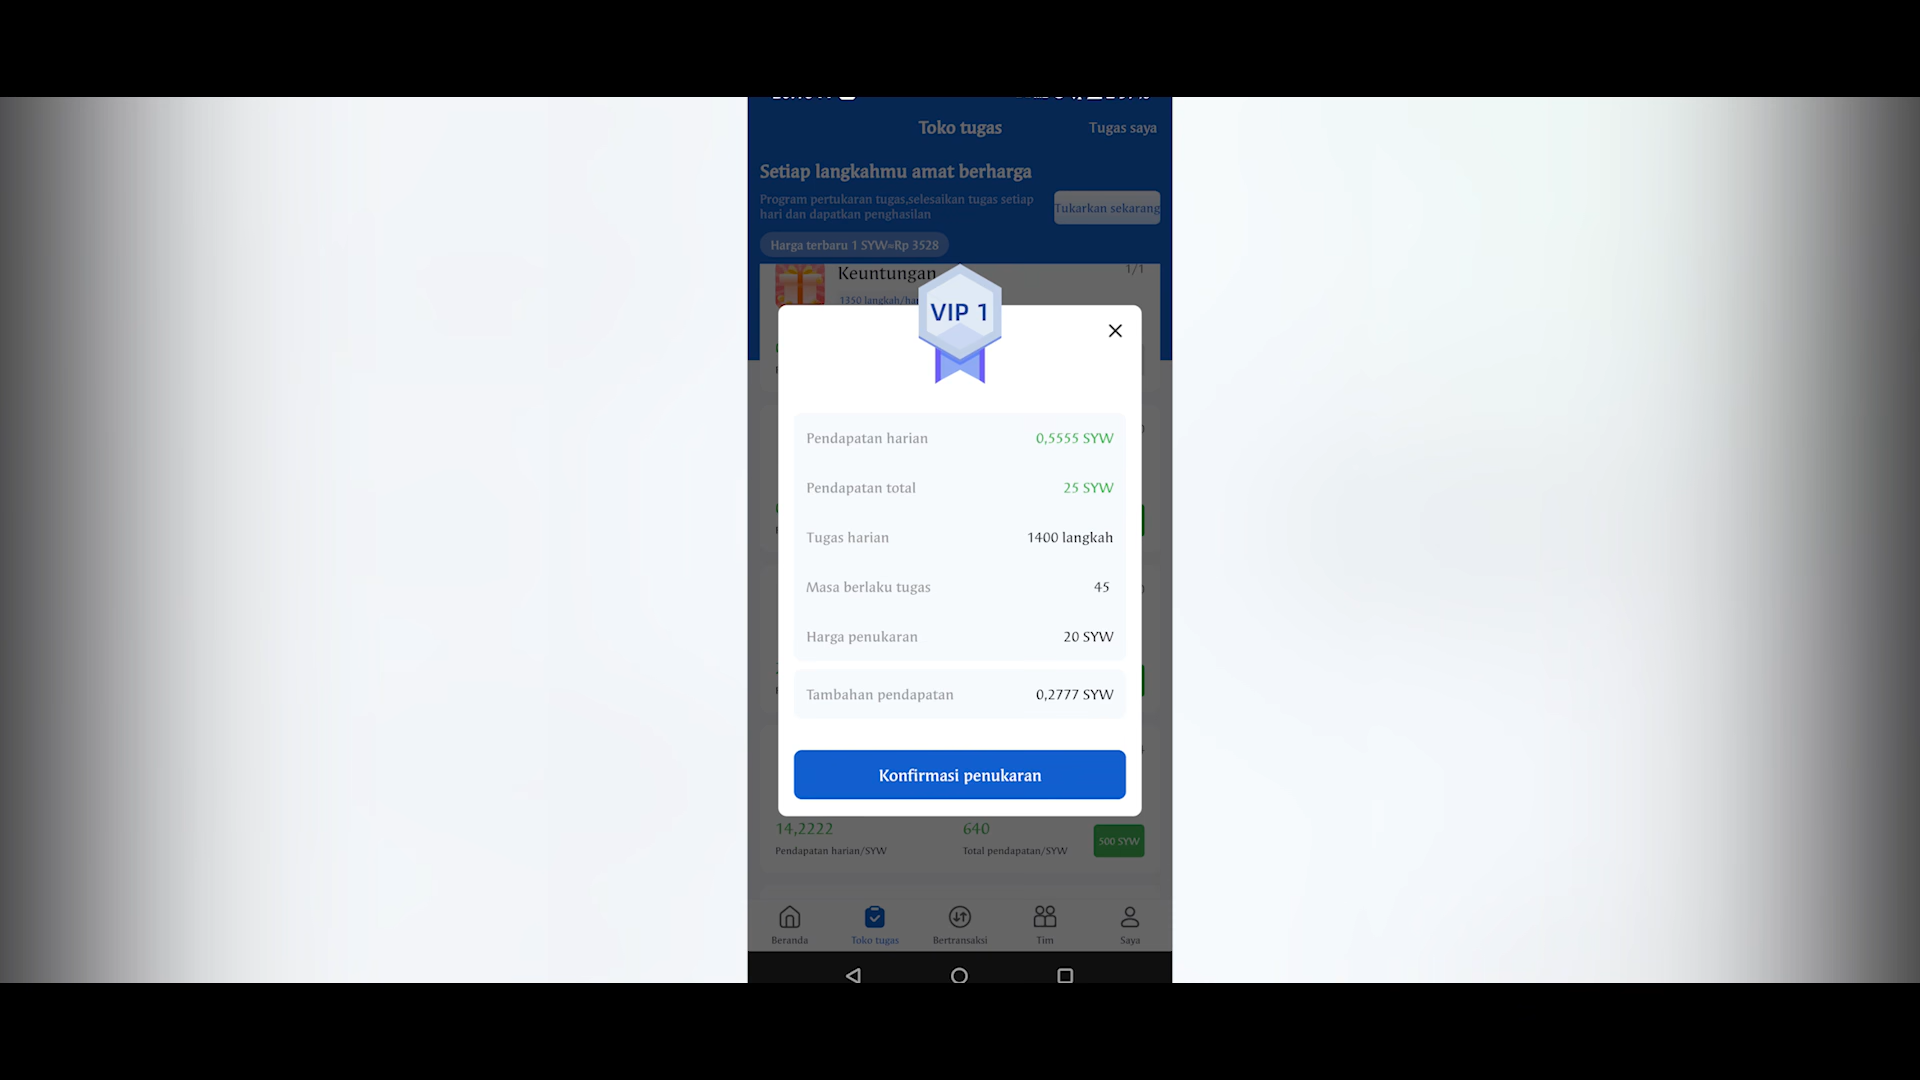 Toko tugas
Tugas saya
Setiap langkahmu amat berharga
Program pertukaran tugas,selesaikan tugas setiap
hari dan dapatkan penghasilan
Tukarkan sekarang
Harga terbaru 1 SYW≈Rp 3528
Keuntungan
1/1
1350 langkah/har
VIP 1
Pendapatan harian 0,5555 SYW
Pendapatan total 25 SYW
Tugas harian 1400 langkah
Masa berlaku tugas 45
Harga penukaran 20 SYW
Tambahan pendapatan 0,2777 SYW
Konfirmasi penukaran
14,2222 640
500 SYW
Pendapatan harian/SYW Total pendapatan/SYW
Beranda Toko tugas Bertransaksi Tim Saya